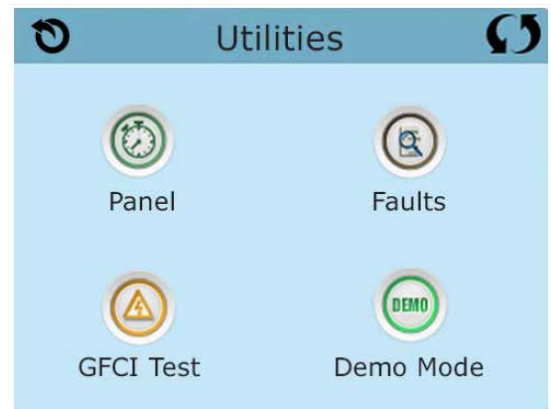 Utilities
Panel
Faults
DEMO
GFCI Test
Demo Mode